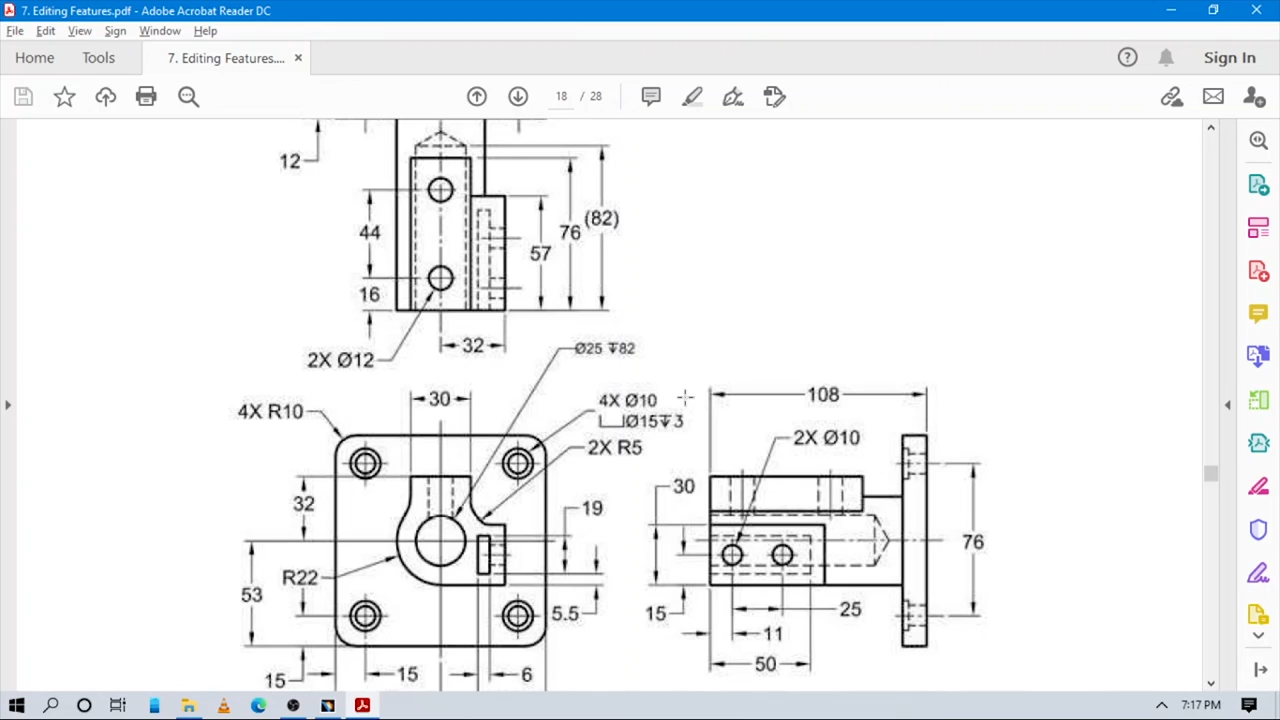 7. Editing Features.pdf - Adobe Acrobat Reader DC
File Edit View Sign Window Help
Home Tools 7. Editing Features.... × Sign In
18 / 28
12
44
16
57
76
(82)
32
2X Ø12
Ø25 ↧82
4X R10
30
4X Ø10
⌴Ø15↧3
2X R5
32
19
R22
53
5.5
15
15
6
108
2X Ø10
30
76
15
25
11
50
7:17 PM